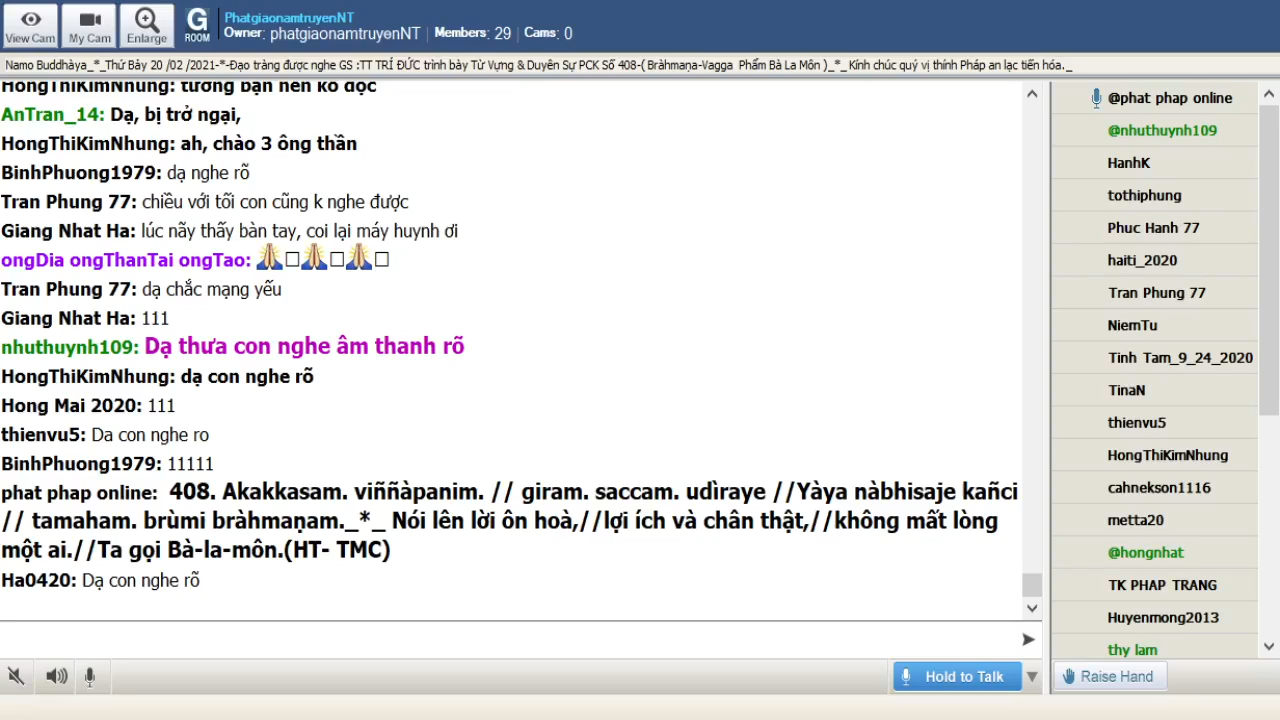 View Cam
My Cam
Enlarge
G
ROOM
PhatgiaonamtruyenNT
Owner: phatgiaonamtruyenNT | Members: 29 | Cams: 0
Namo Buddhàya_*_Thứ Bảy 20 /02 /2021-*-Đạo tràng được nghe GS :TT TRÍ ĐỨC trình bày Từ Vựng & Duyên Sự PCK Số 408-( Bràhmaṇa-Vagga Phẩm Bà La Môn )_*_ Kính chúc quý vị thính Pháp an lạc tiến hóa._
HongThiKimNhung: tưởng bạn nên ko đọc
AnTran_14: Dạ, bị trở ngại,
HongThiKimNhung: ah, chào 3 ông thần
BinhPhuong1979: dạ nghe rõ
Tran Phung 77: chiều với tối con cũng k nghe được
Giang Nhat Ha: lúc nãy thấy bàn tay, coi lại máy huynh ơi
ongDia ongThanTai ongTao: 🙏□🙏□🙏□
Tran Phung 77: dạ chắc mạng yếu
Giang Nhat Ha: 111
nhuthuynh109: Dạ thưa con nghe âm thanh rõ
HongThiKimNhung: dạ con nghe rõ
Hong Mai 2020: 111
thienvu5: Da con nghe ro
BinhPhuong1979: 11111
phat phap online: 408. Akakkasam. viññàpanim. // giram. saccam. udìraye //Yàya nàbhisaje kañci
// tamaham. brùmi bràhmaṇam._*_ Nói lên lời ôn hoà,//lợi ích và chân thật,//không mất lòng
một ai.//Ta gọi Bà-la-môn.(HT- TMC)
Ha0420: Dạ con nghe rõ
Hold to Talk
@phat phap online
@nhuthuynh109
HanhK
tothiphung
Phuc Hanh 77
haiti_2020
Tran Phung 77
NiemTu
Tinh Tam_9_24_2020
TinaN
thienvu5
HongThiKimNhung
cahnekson1116
metta20
@hongnhat
TK PHAP TRANG
Huyenmong2013
thy lam
Raise Hand